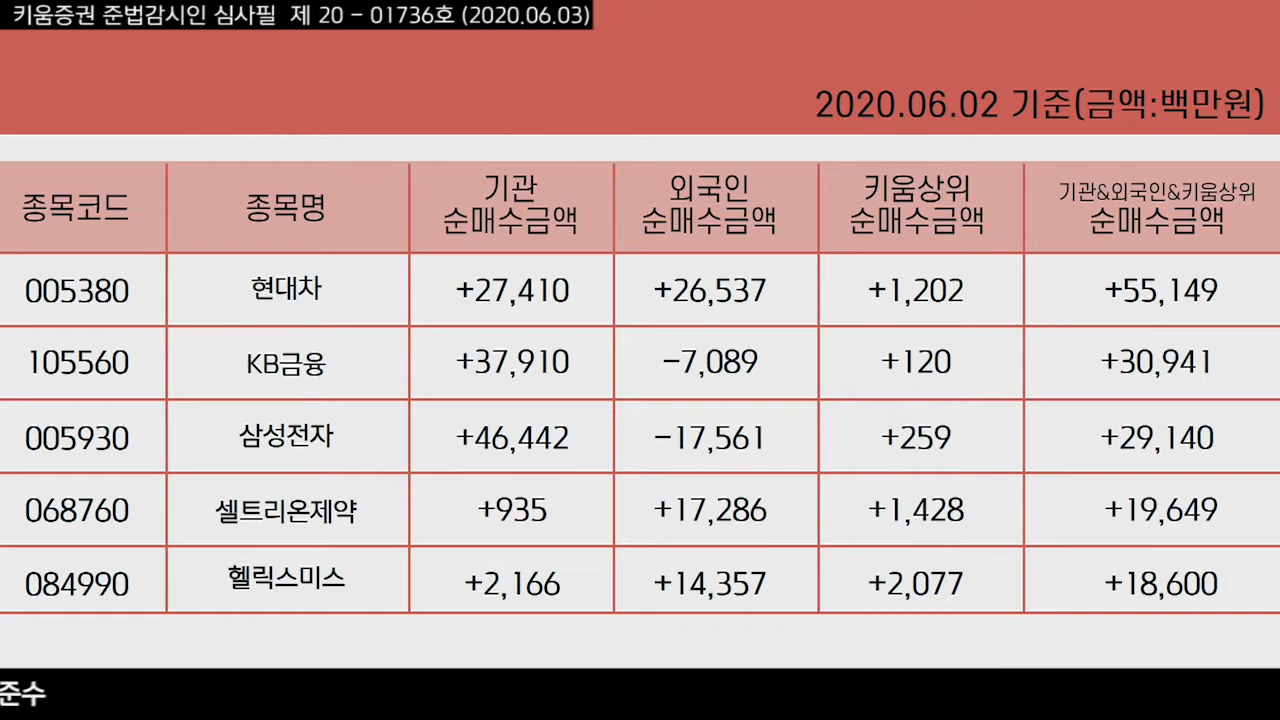 키움증권 준법감시인 심사필 제 20 - 01736호 (2020.06.03)
2020.06.02 기준(금액:백만원)
종목코드 종목명 기관 순매수금액 외국인 순매수금액 키움상위 순매수금액 기관&외국인&키움상위 순매수금액
005380 현대차 +27,410 +26,537 +1,202 +55,149
105560 KB금융 +37,910 -7,089 +120 +30,941
005930 삼성전자 +46,442 -17,561 +259 +29,140
068760 셀트리온제약 +935 +17,286 +1,428 +19,649
084990 헬릭스미스 +2,166 +14,357 +2,077 +18,600
준수